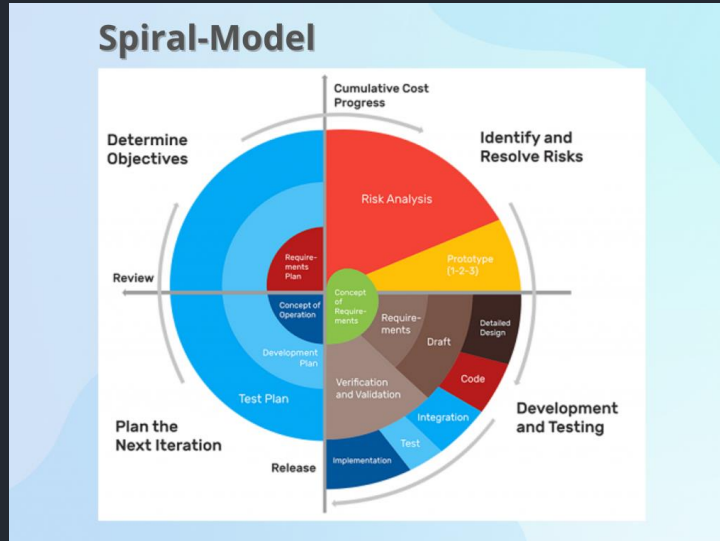 Spiral-Model
Cumulative Cost
Progress
Determine
Objectives
Identify and
Resolve Risks
Risk Analysis
Require-
ments
Plan
Prototype
(1-2-3)
Review
Concept of
Operation
Concept
of
Require-
ments
Require-
ments
Draft
Detailed
Design
Development
Plan
Code
Verification
and Validation
Test Plan
Integration
Development
and Testing
Plan the
Next Iteration
Test
Implementation
Release